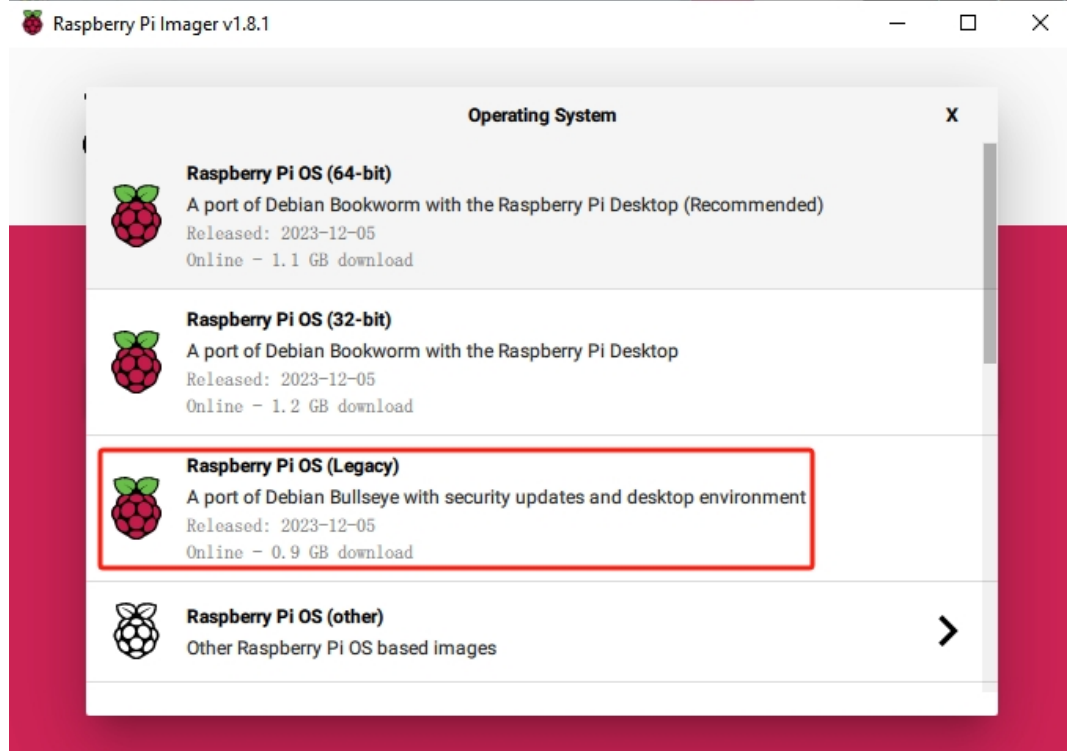 Raspberry Pi Imager v1.8.1
Operating System
X
Raspberry Pi OS (64-bit)
A port of Debian Bookworm with the Raspberry Pi Desktop (Recommended)
Released: 2023-12-05
Online - 1.1 GB download
Raspberry Pi OS (32-bit)
A port of Debian Bookworm with the Raspberry Pi Desktop
Released: 2023-12-05
Online - 1.2 GB download
Raspberry Pi OS (Legacy)
A port of Debian Bullseye with security updates and desktop environment
Released: 2023-12-05
Online - 0.9 GB download
Raspberry Pi OS (other)
Other Raspberry Pi OS based images